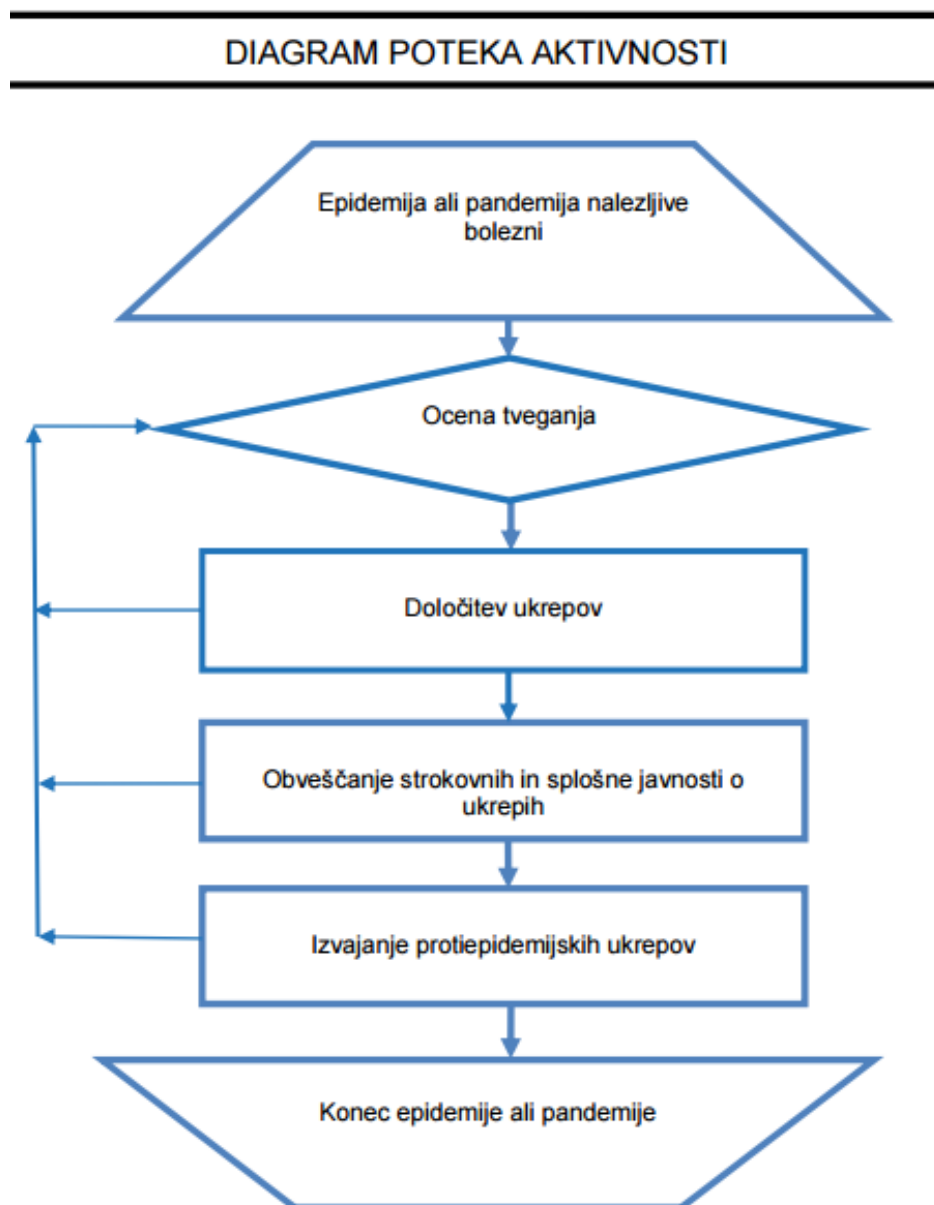 DIAGRAM POTEKA AKTIVNOSTI
Epidemija ali pandemija nalezljive
bolezni
Ocena tveganja
Določitev ukrepov
Obveščanje strokovnih in splošne javnosti o
ukrepih
Izvajanje protiepidemijskih ukrepov
Konec epidemije ali pandemije